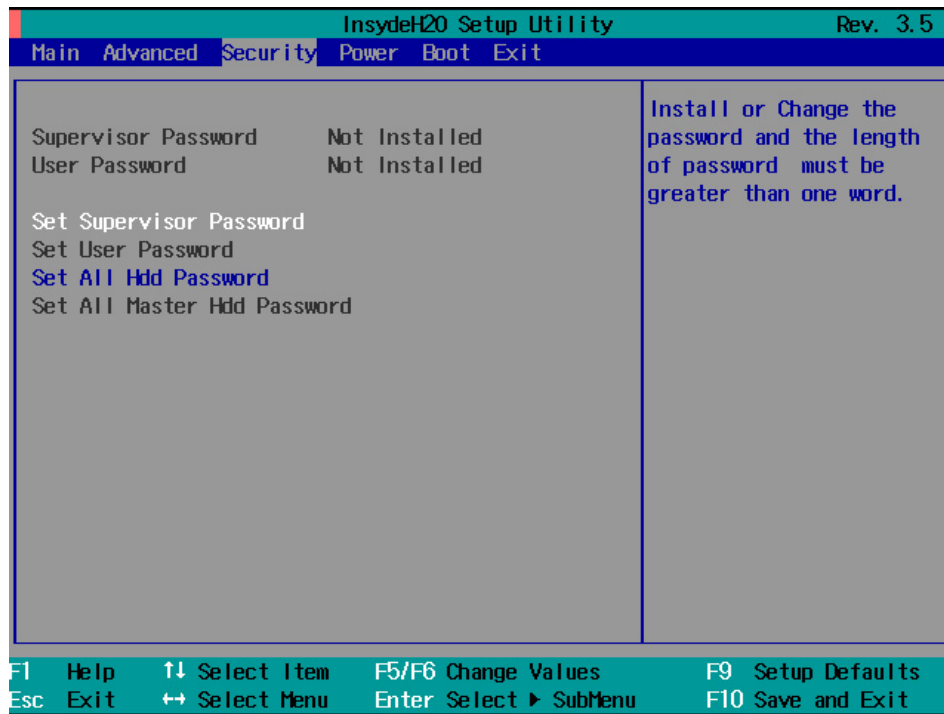 InsydeH2O Setup Utility Rev. 3.5
Main Advanced Security Power Boot Exit
Supervisor Password Not Installed
User Password Not Installed
Set Supervisor Password
Set User Password
Set All Hdd Password
Set All Master Hdd Password
Install or Change the
password and the length
of password must be
greater than one word.
F1 Help ↑↓ Select Item F5/F6 Change Values F9 Setup Defaults
Esc Exit ↔ Select Menu Enter Select ▶ SubMenu F10 Save and Exit